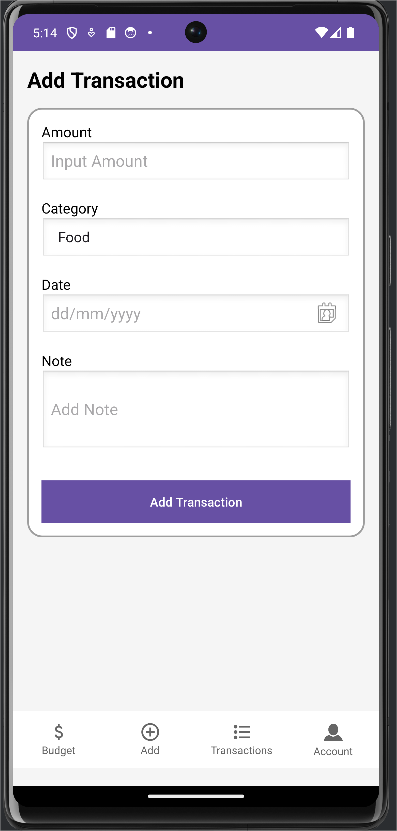 5:14
Add Transaction
Amount
Input Amount
Category
Food
Date
dd/mm/yyyy
Note
Add Note
Add Transaction
Budget
Add
Transactions
Account